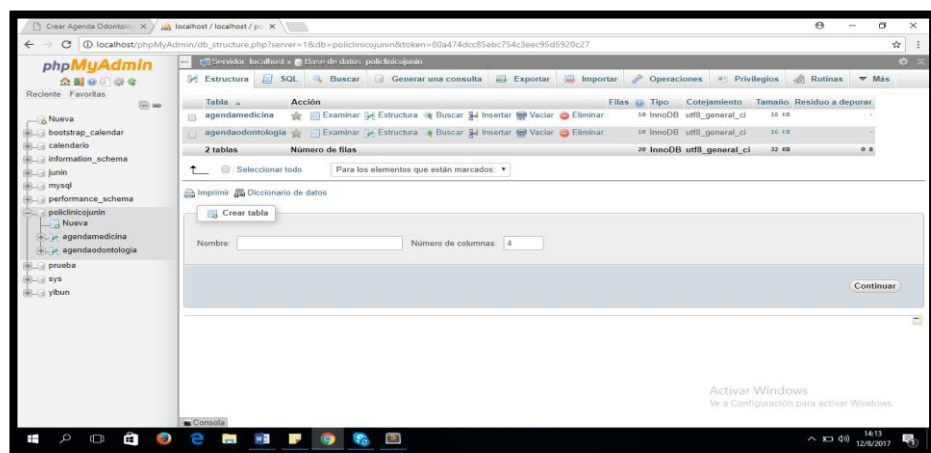 Crear Agenda Odontolo
localhost / localhost / po
localhost/phpMyAdmin/db_structure.php?server=1&db=policlinicojunin&token=80a474dcc85ebc754c3eec95d5920c27
phpMyAdmin
Reciente Favoritas
Nueva
bootstrap_calendar
calendario
information_schema
junin
mysql
performance_schema
policlinicojunin
Nueva
agendamedicina
agendaodontologia
prueba
sys
yibun
Servidor: localhost » Base de datos: policlinicojunin
Estructura SQL Buscar Generar una consulta Exportar Importar Operaciones Privilegios Rutinas Más
Tabla Acción Filas Tipo Cotejamiento Tamaño Residuo a depurar
agendamedicina Examinar Estructura Buscar Insertar Vaciar Eliminar 10 InnoDB utf8_general_ci 16 KB -
agendaodontologia Examinar Estructura Buscar Insertar Vaciar Eliminar 10 InnoDB utf8_general_ci 16 KB -
2 tablas Número de filas 20 InnoDB utf8_general_ci 32 KB 0 B
Seleccionar todo Para los elementos que están marcados:
Imprimir Diccionario de datos
Crear tabla
Nombre: Número de columnas: 4
Continuar
Activar Windows
Ve a Configuración para activar Windows.
Consola
14:13
12/8/2017